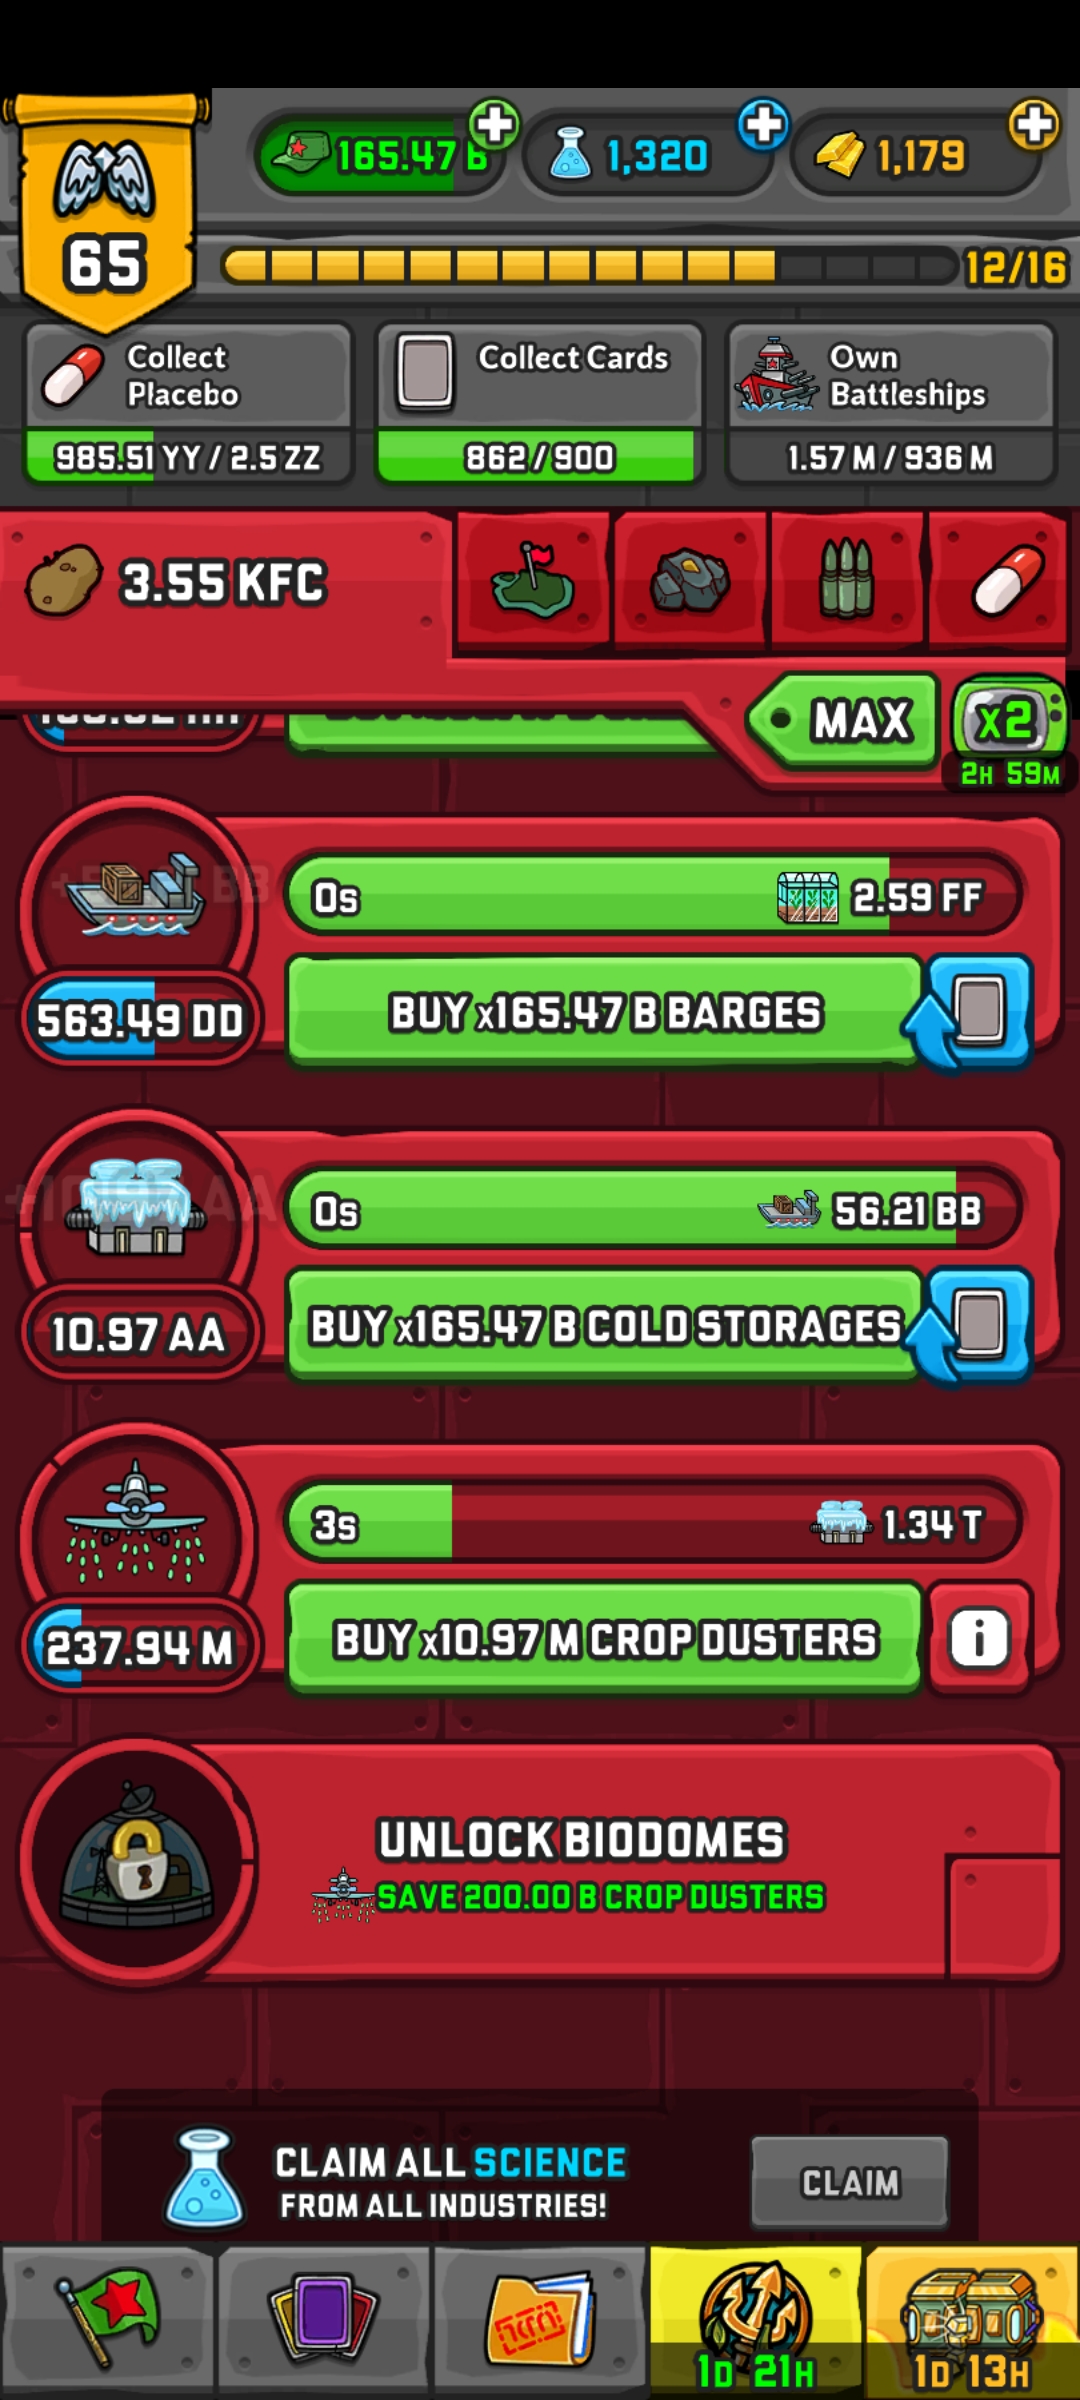 65
165.47 B
1,320
1,179
12/16
Collect
Placebo
985.51 YY / 2.5 ZZ
Collect Cards
862/900
Own
Battleships
1.57 M / 936 M
3.55 KFC
MAX
x2
2H 59M
0s
2.59 FF
563.49 DD
BUY x165.47 B BARGES
0s
56.21 BB
10.97 AA
BUY x165.47 B COLD STORAGES
3s
1.34 T
237.94 M
BUY x10.97 M CROP DUSTERS
i
UNLOCK BIODOMES
SAVE 200.00 B CROP DUSTERS
CLAIM ALL SCIENCE
FROM ALL INDUSTRIES!
CLAIM
1D 21H
1D 13H